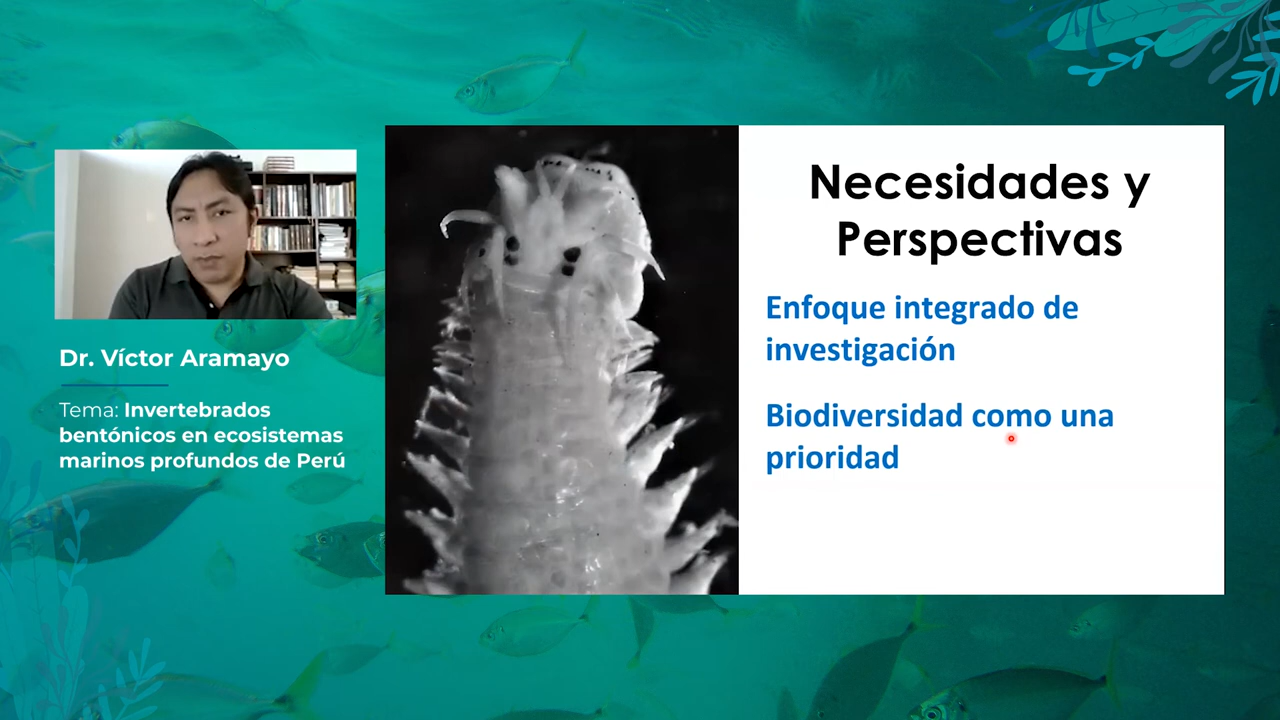 Dr. Víctor Aramayo
Tema: Invertebrados
bentónicos en ecosistemas
marinos profundos de Perú
Necesidades y
Perspectivas
Enfoque integrado de
investigación
Biodiversidad como una
prioridad